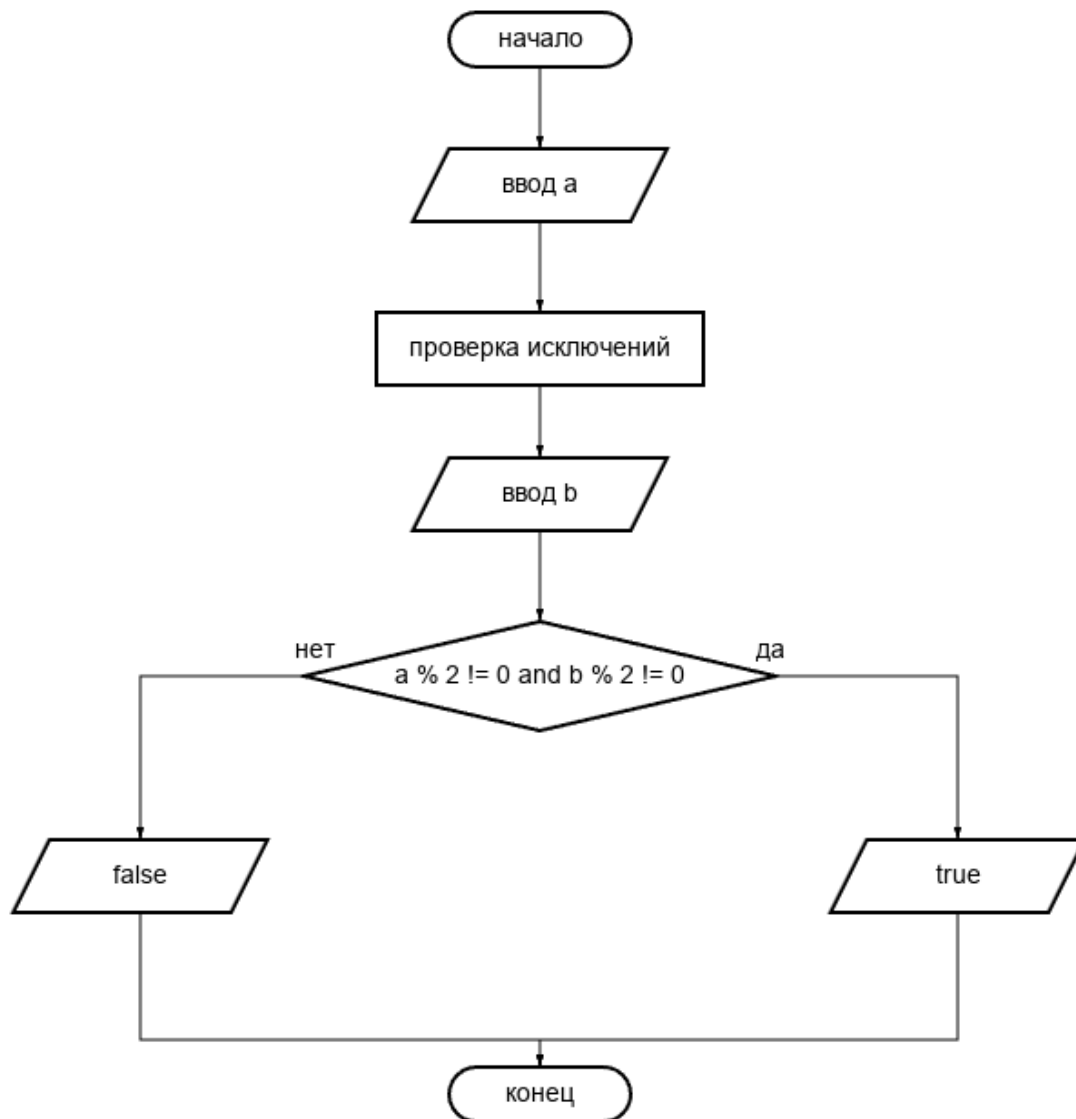 начало
ввод a
проверка исключений
ввод b
нет
да
a % 2 != 0 and b % 2 != 0
false
true
конец